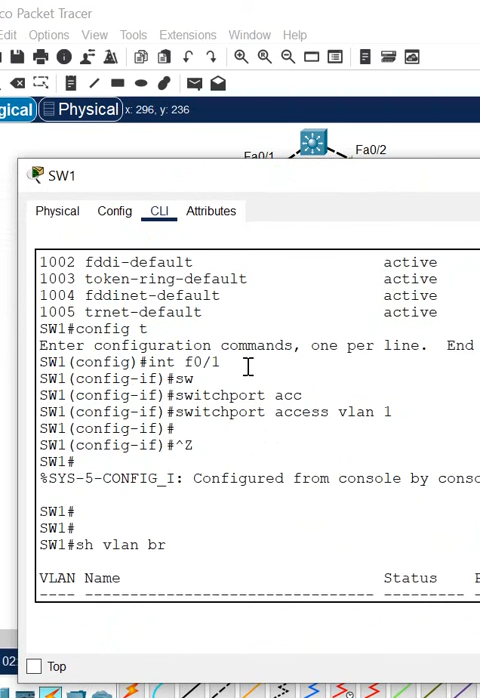 co Packet Tracer
Edit Options View Tools Extensions Window Help
gical Physical x: 296, y: 236
Fa0/1 Fa0/2
SW1
Physical Config CLI Attributes
1002 fddi-default active
1003 token-ring-default active
1004 fddinet-default active
1005 trnet-default active
SW1#config t
Enter configuration commands, one per line. End
SW1(config)#int f0/1
SW1(config-if)#sw
SW1(config-if)#switchport acc
SW1(config-if)#switchport access vlan 1
SW1(config-if)#
SW1(config-if)#^Z
SW1#
%SYS-5-CONFIG_I: Configured from console by conso
SW1#
SW1#
SW1#sh vlan br
VLAN Name Status P
---- -------------------------------- --------- -
Top
02